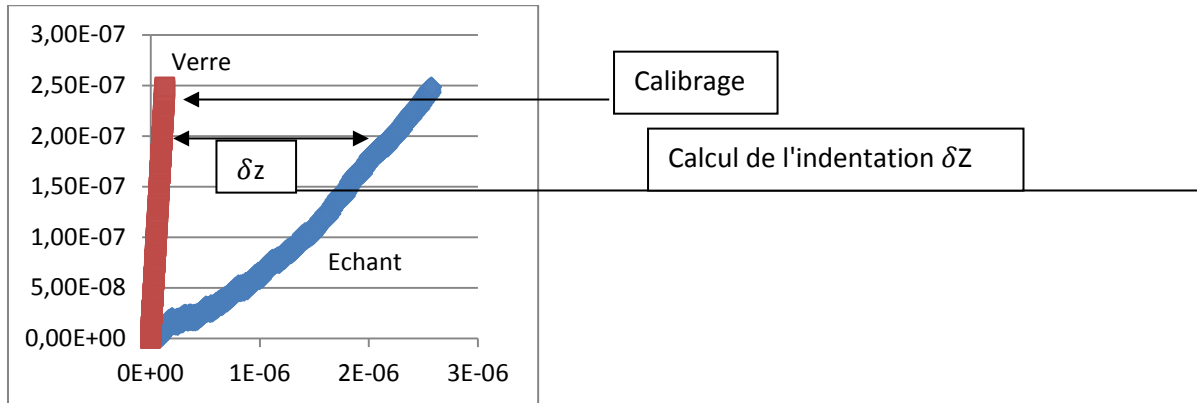 3,00E-07
Verre
2,50E-07
Calibrage
2,00E-07
Calcul de l'indentation δZ
δz
1,50E-07
1,00E-07
Echant
5,00E-08
0,00E+00
0E+00 1E-06 2E-06 3E-06